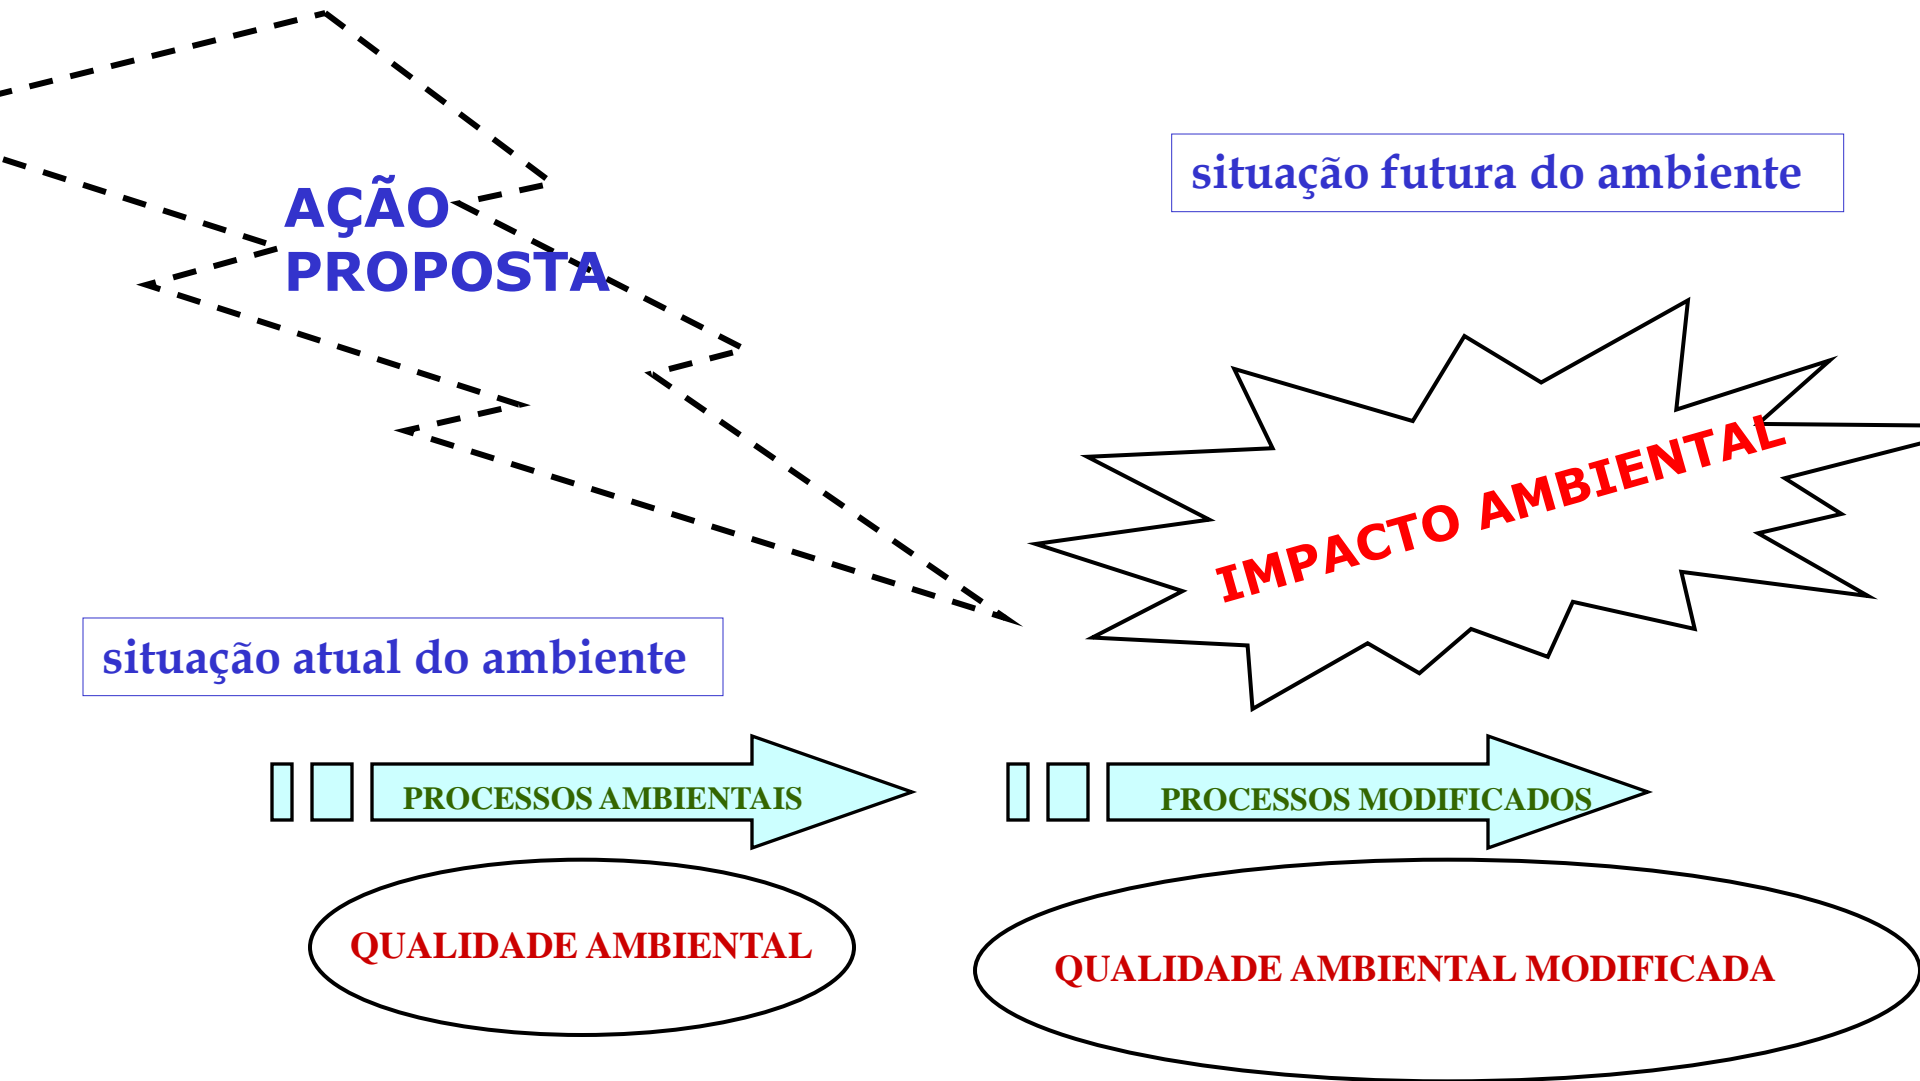 AÇÃO
PROPOSTA
situação futura do ambiente
IMPACTO AMBIENTAL
situação atual do ambiente
PROCESSOS AMBIENTAIS
PROCESSOS MODIFICADOS
QUALIDADE AMBIENTAL
QUALIDADE AMBIENTAL MODIFICADA